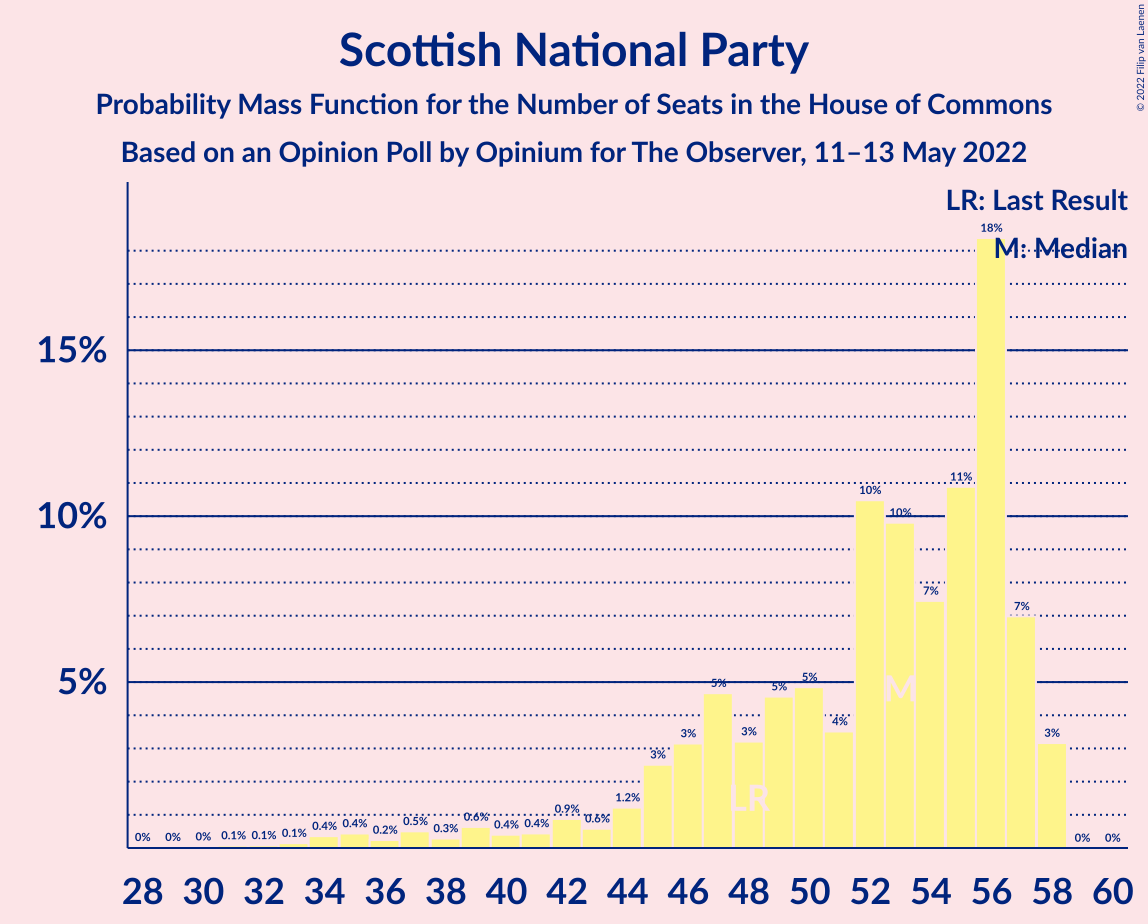 Scottish National Party
Probability Mass Function for the Number of Seats in the House of Commons
Based on an Opinion Poll by Opinium for The Observer, 11–13 May 2022
© 2022 Filip van Laenen
LR: Last Result
M: Median
15%
10%
5%
0% 0% 0% 0.1% 0.1% 0.1% 0.4% 0.4% 0.2% 0.5% 0.3% 0.6% 0.4% 0.4% 0.9% 0.6% 1.2% 3% 3% 5% 3% 5% 5% 4% 10% 10% 7% 11% 18% 7% 3% 0% 0%
M
LR
28 30 32 34 36 38 40 42 44 46 48 50 52 54 56 58 60